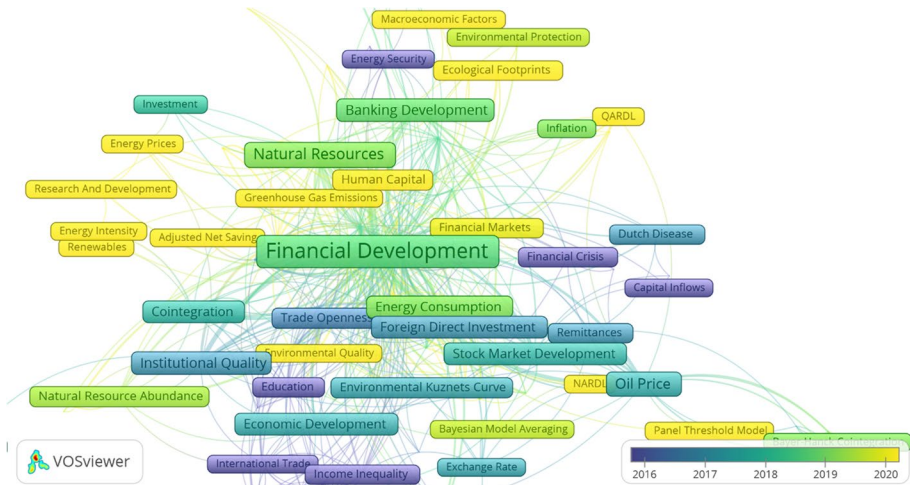 Macroeconomic Factors
Environmental Protection
Energy Security
Ecological Footprints
Investment
Banking Development
QARDL
Inflation
Energy Prices
Natural Resources
Human Capital
Research And Development
Greenhouse Gas Emissions
Energy Intensity
Financial Markets
Dutch Disease
Renewables
Adjusted Net Saving
Financial Development
Financial Crisis
Capital Inflows
Cointegration
Energy Consumption
Trade Openness
Foreign Direct Investment
Remittances
Environmental Quality
Stock Market Development
Institutional Quality
Education
Environmental Kuznets Curve
NARDL
Oil Price
Natural Resource Abundance
Economic Development
Bayesian Model Averaging
Panel Threshold Model
International Trade
Income Inequality
Exchange Rate
VOSviewer
2016 2017 2018 2019 2020